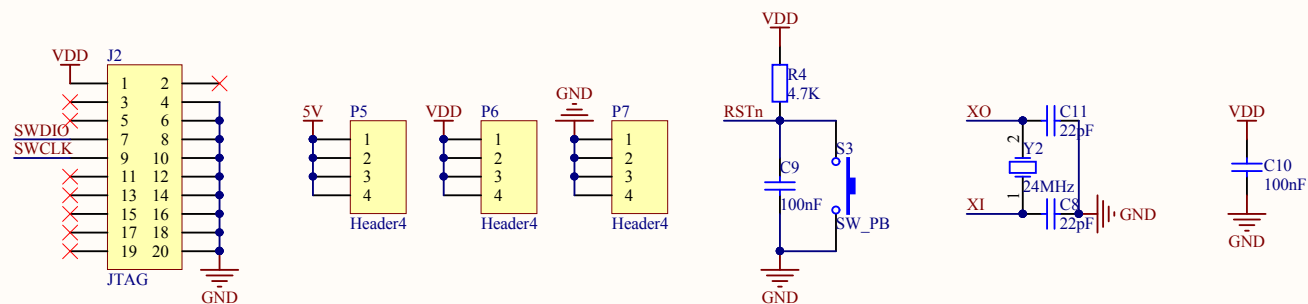 J2
VDD
1 2
3 4
5 6
SWDIO 7 8
SWCLK 9 10
11 12
13 14
15 16
17 18
19 20
JTAG
GND
5V
P5
1
2
3
4
Header4
VDD
P6
1
2
3
4
Header4
GND
P7
1
2
3
4
Header4
VDD
R4
4.7K
RSTn
S3
C9
100nF
SW_PB
GND
XO
C11
22pF
2
Y2
1
24MHz
XI
C8
22pF
GND
VDD
C10
100nF
GND